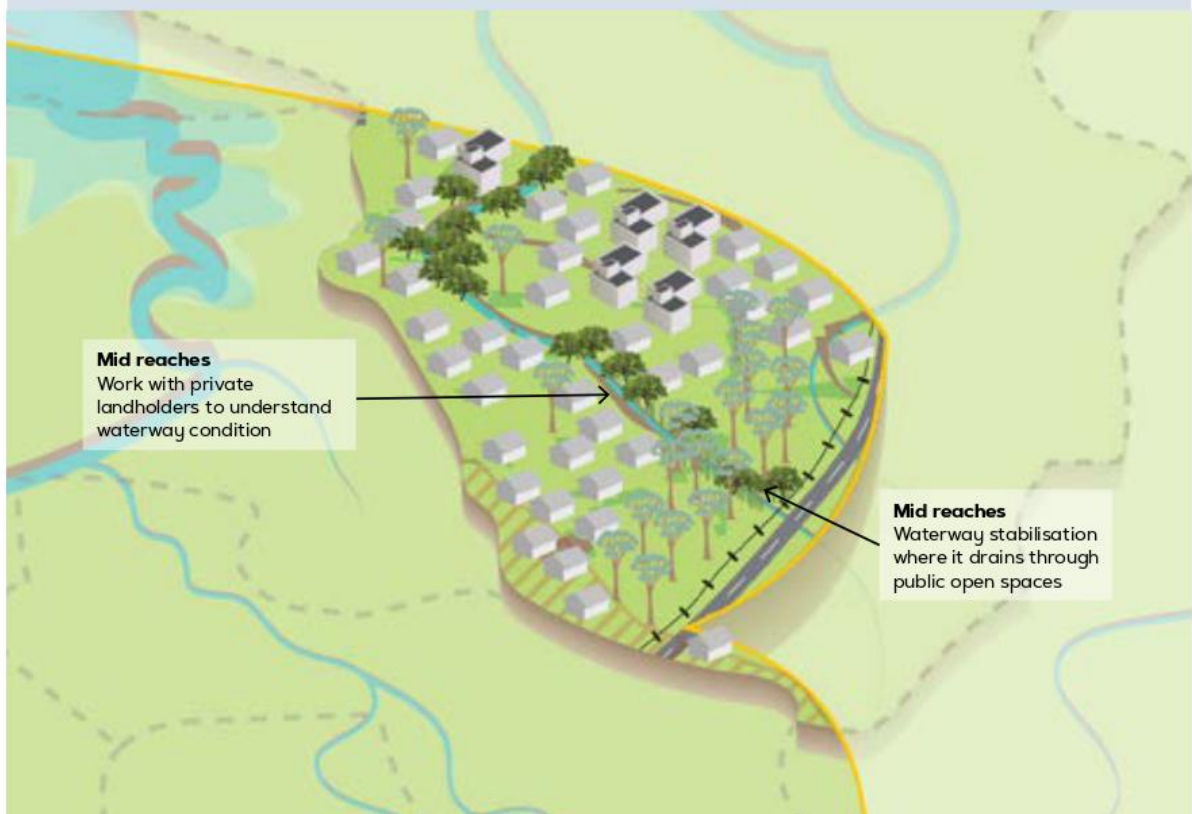 Mid reaches
Work with private
landholders to understand
waterway condition
Mid reaches
Waterway stabilisation
where it drains through
public open spaces